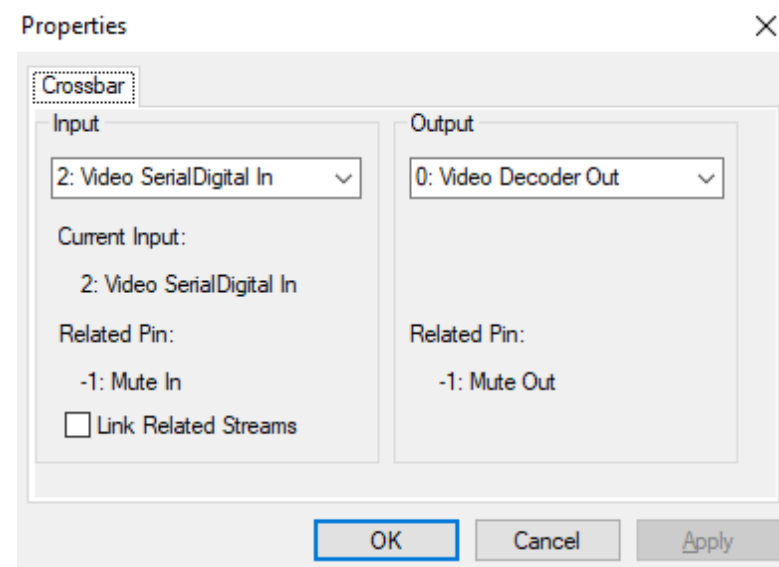 Properties
Crossbar
Input
2: Video SerialDigital In
Current Input:
2: Video SerialDigital In
Related Pin:
-1: Mute In
Link Related Streams
Output
0: Video Decoder Out
Related Pin:
-1: Mute Out
OK
Cancel
Apply